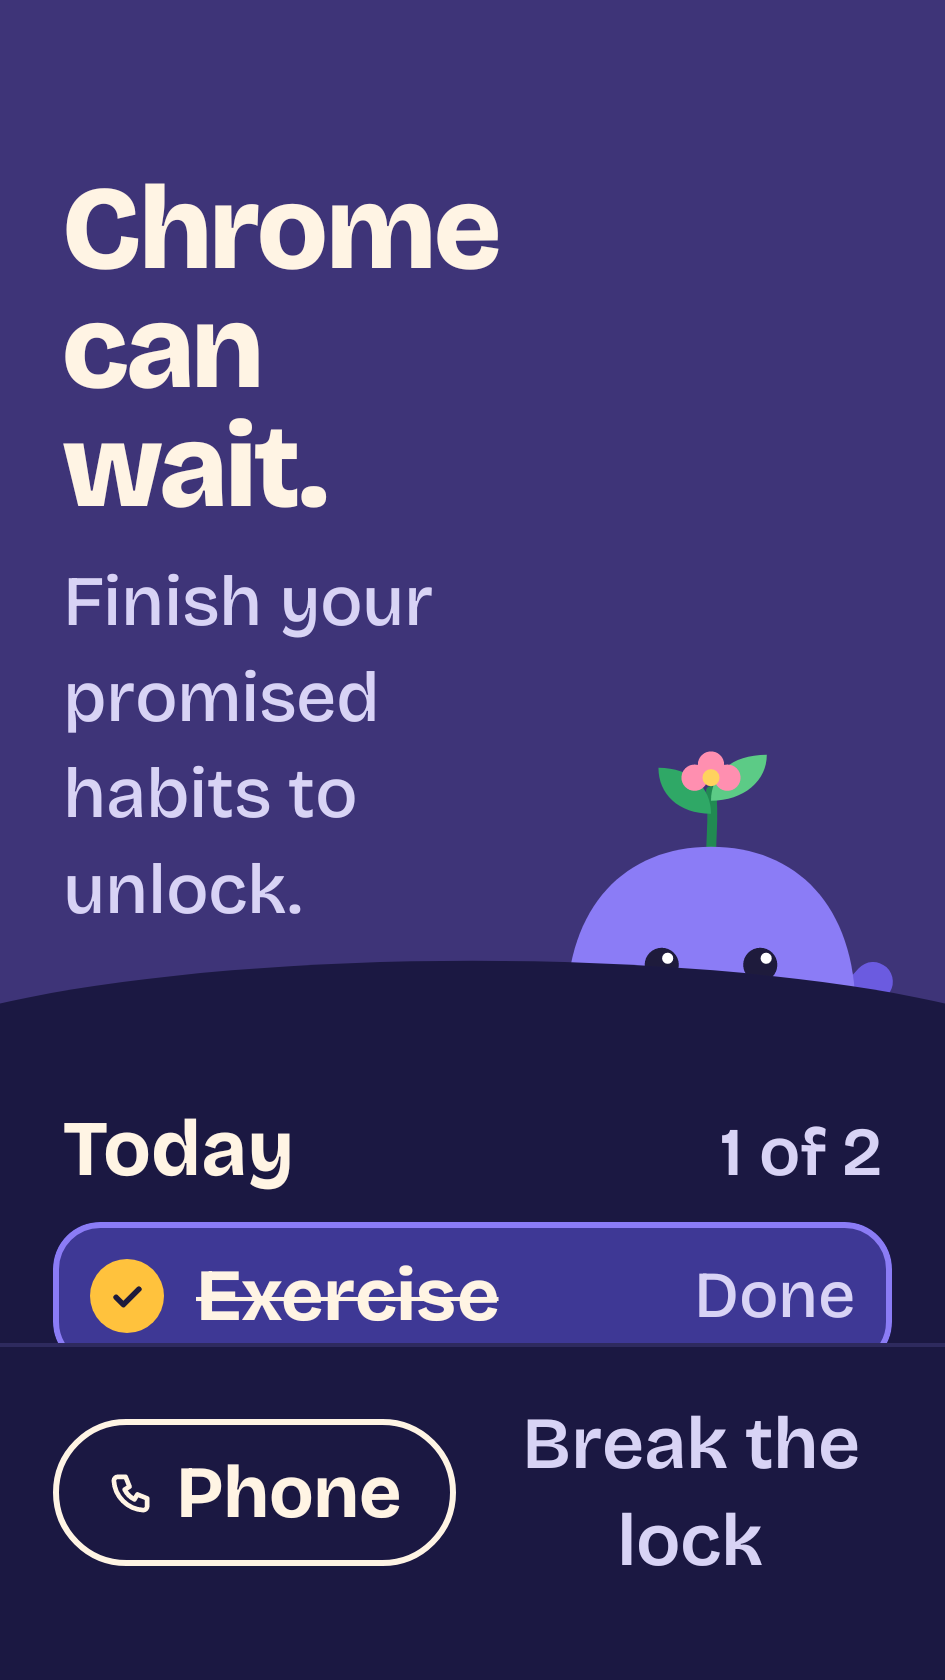 Chrome
can
wait.
Finish your
promised
habits to
unlock.
Today
1 of 2
Exercise
Done
Phone
Break the
lock